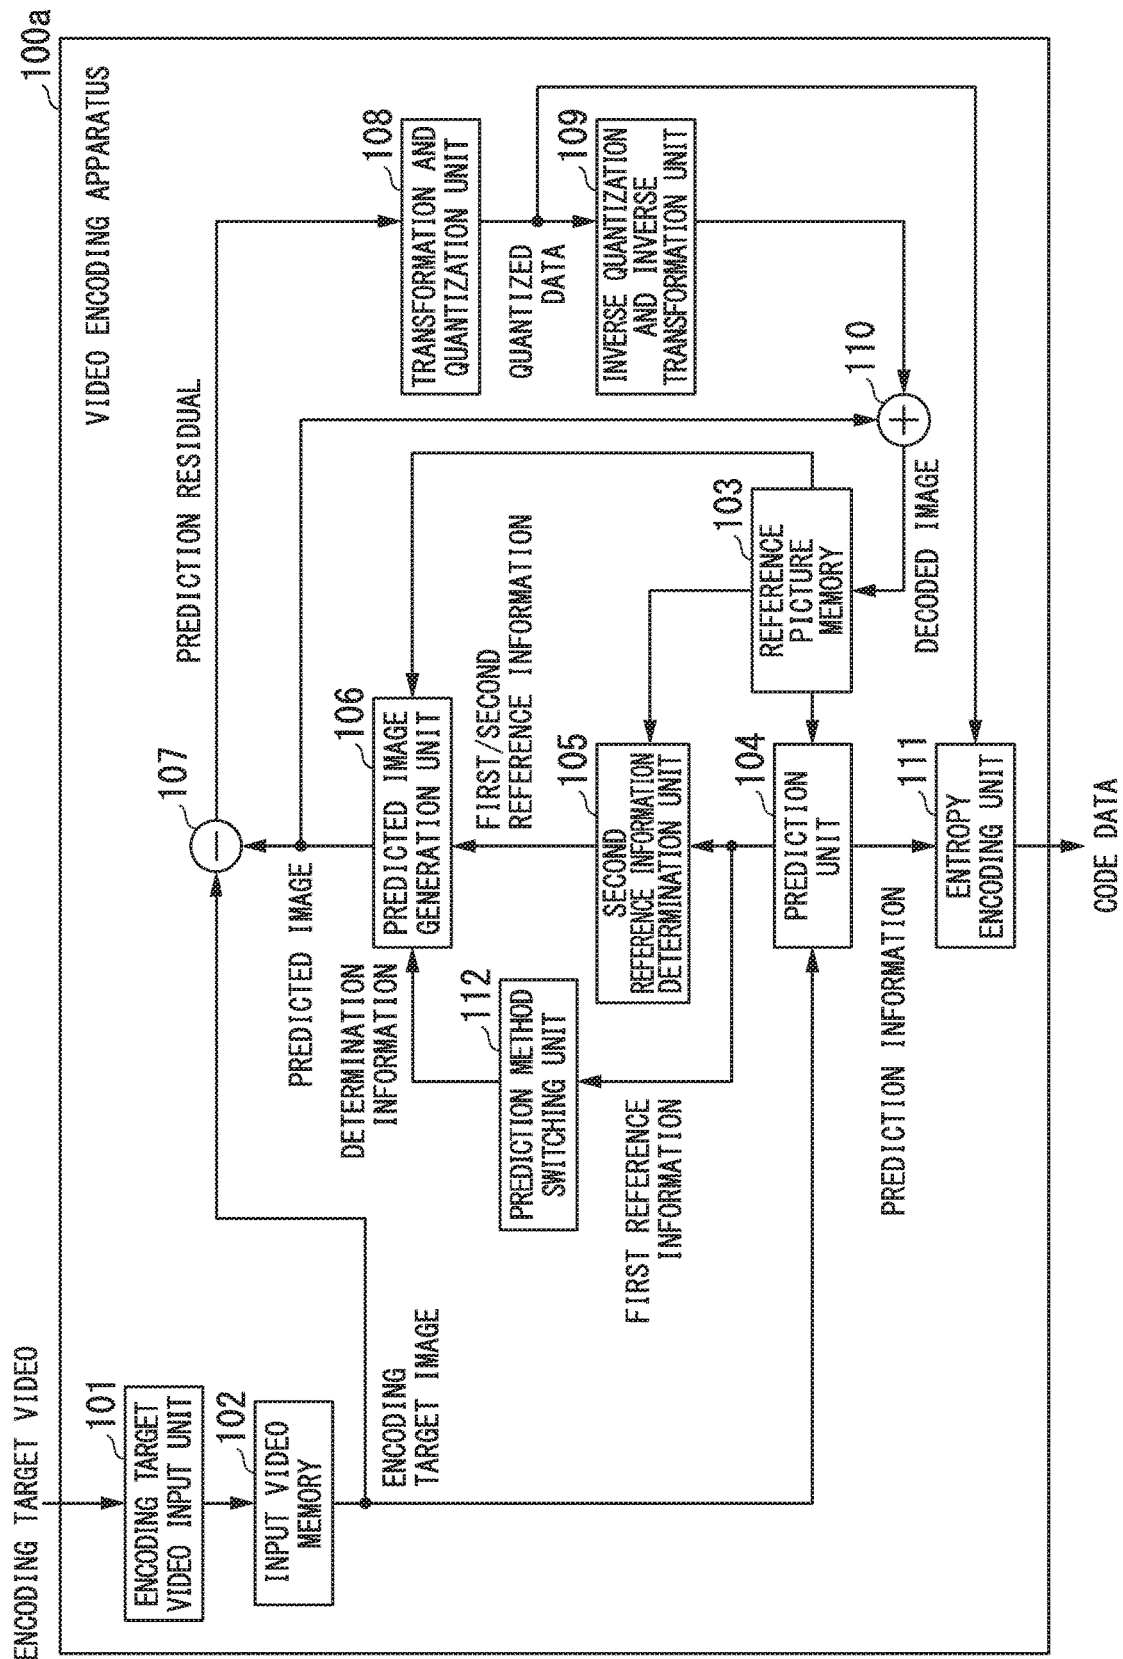 100a
VIDEO ENCODING APPARATUS
ENCODING TARGET VIDEO
101
ENCODING TARGET
VIDEO INPUT UNIT
102
INPUT VIDEO
MEMORY
ENCODING
TARGET IMAGE
107
−
PREDICTION RESIDUAL
PREDICTED IMAGE
DETERMINATION
INFORMATION
106
PREDICTED IMAGE
GENERATION UNIT
108
TRANSFORMATION AND
QUANTIZATION UNIT
QUANTIZED
DATA
109
INVERSE QUANTIZATION
AND INVERSE
TRANSFORMATION UNIT
112
PREDICTION METHOD
SWITCHING UNIT
FIRST/SECOND
REFERENCE INFORMATION
105
SECOND
REFERENCE INFORMATION
DETERMINATION UNIT
FIRST REFERENCE
INFORMATION
103
REFERENCE
PICTURE
MEMORY
110
+
DECODED IMAGE
104
PREDICTION
UNIT
PREDICTION INFORMATION
111
ENTROPY
ENCODING UNIT
CODE DATA